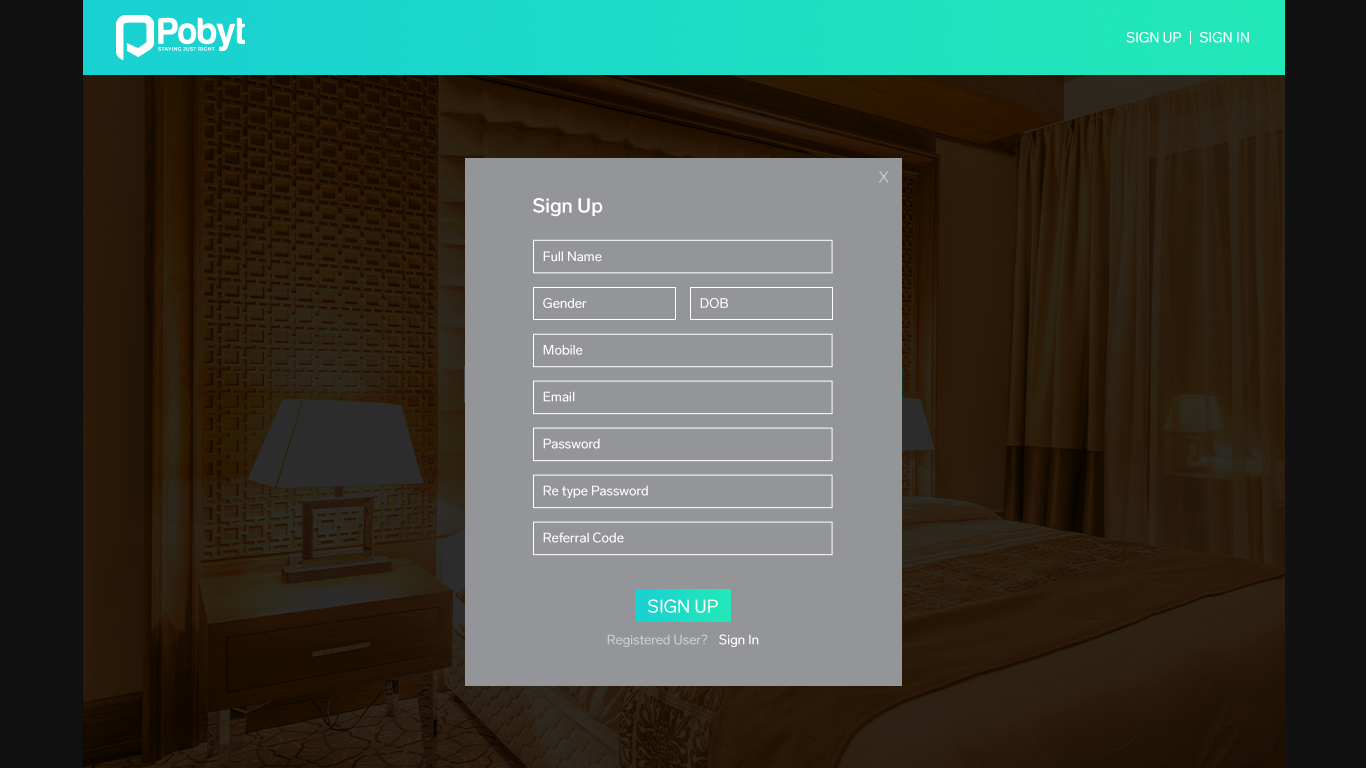 Pobyt
STAYING JUST RIGHT
SIGN UP | SIGN IN
X
Sign Up
Full Name
Gender DOB
Mobile
Email
Password
Re type Password
Referral Code
SIGN UP
Registered User? Sign In